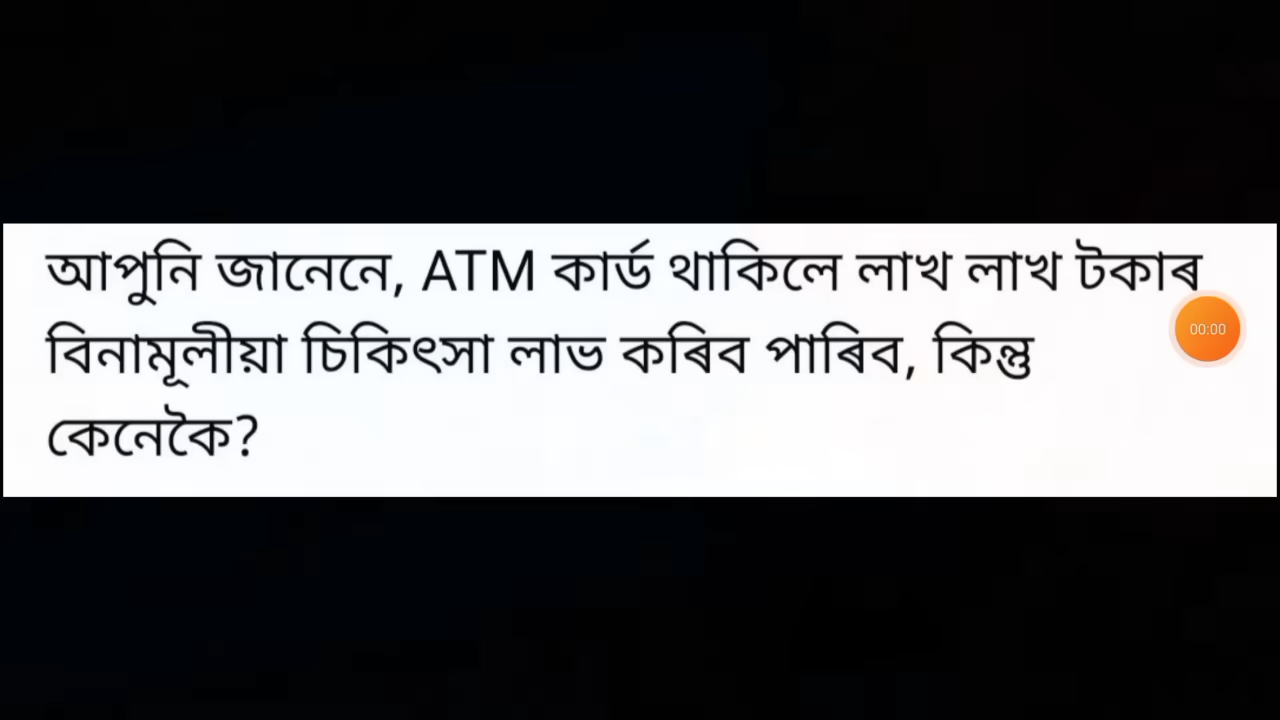 আপুনি জানেনে, ATM কাৰ্ড থাকিলে লাখ লাখ টকাৰ
বিনামূলীয়া চিকিৎসা লাভ কৰিব পাৰিব, কিন্তু
কেনেকৈ?
00:00